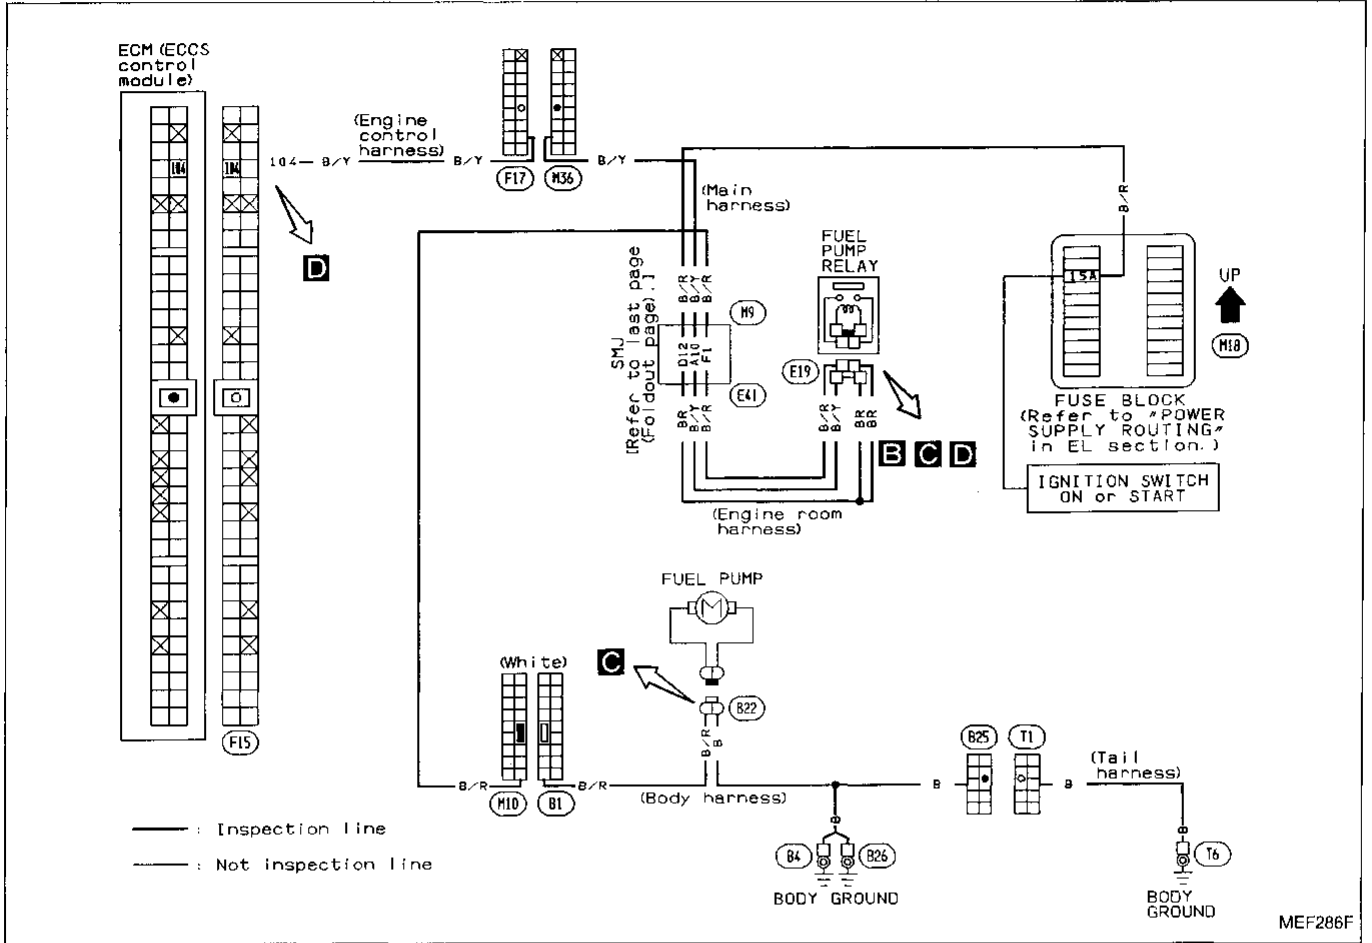 ECM (ECCS
control
module)
104
104
F15
104 B/Y
(Engine
control
harness)
B/Y
F17
M36
B/Y
D
(Main
harness)
B/R
B/R
B/Y
B/R
M9
SMJ
[Refer to last page
(Foldout page).]
D12
A10
F1
E41
BR
B/Y
B/R
FUEL
PUMP
RELAY
E19
B/R
B/Y
BR
BR
B C D
(Engine room
harness)
15A
UP
M18
FUSE BLOCK
(Refer to "POWER
SUPPLY ROUTING"
in EL section.)
IGNITION SWITCH
ON or START
FUEL PUMP
M
C
B22
B/R
B
(White)
B/R
M10
B1
B/R
(Body harness)
B
B25
T1
B
(Tail
harness)
B
B4
B26
BODY GROUND
B
T6
BODY
GROUND
: Inspection line
: Not inspection line
MEF286F